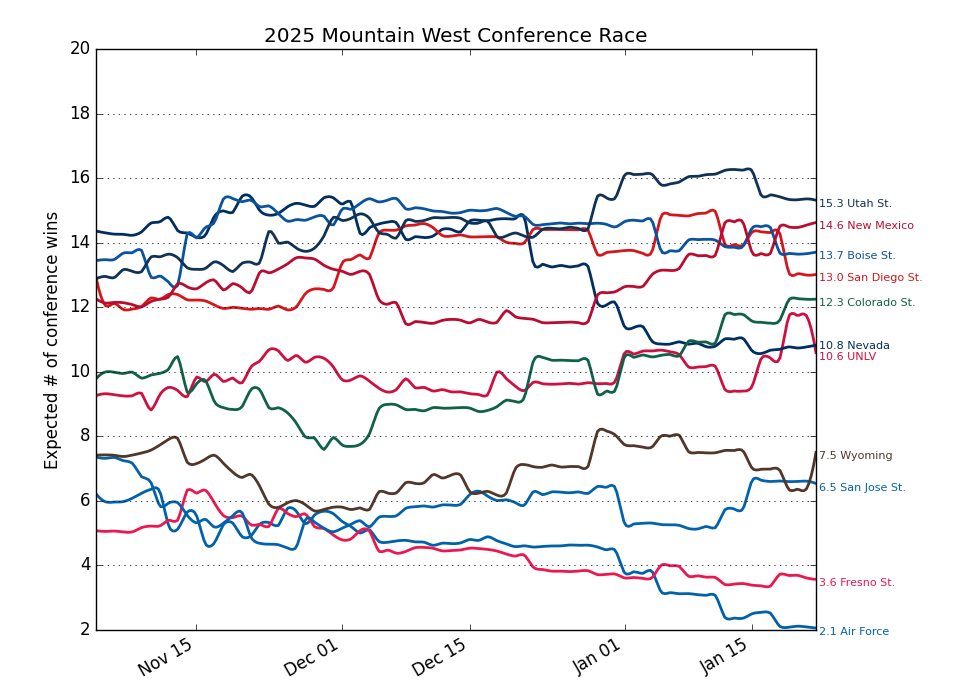 2025 Mountain West Conference Race
Expected # of conference wins
20
18
16
14
12
10
8
6
4
2
15.3 Utah St.
14.6 New Mexico
13.7 Boise St.
13.0 San Diego St.
12.3 Colorado St.
10.8 Nevada
10.6 UNLV
7.5 Wyoming
6.5 San Jose St.
3.6 Fresno St.
2.1 Air Force
Nov 15
Dec 01
Dec 15
Jan 01
Jan 15